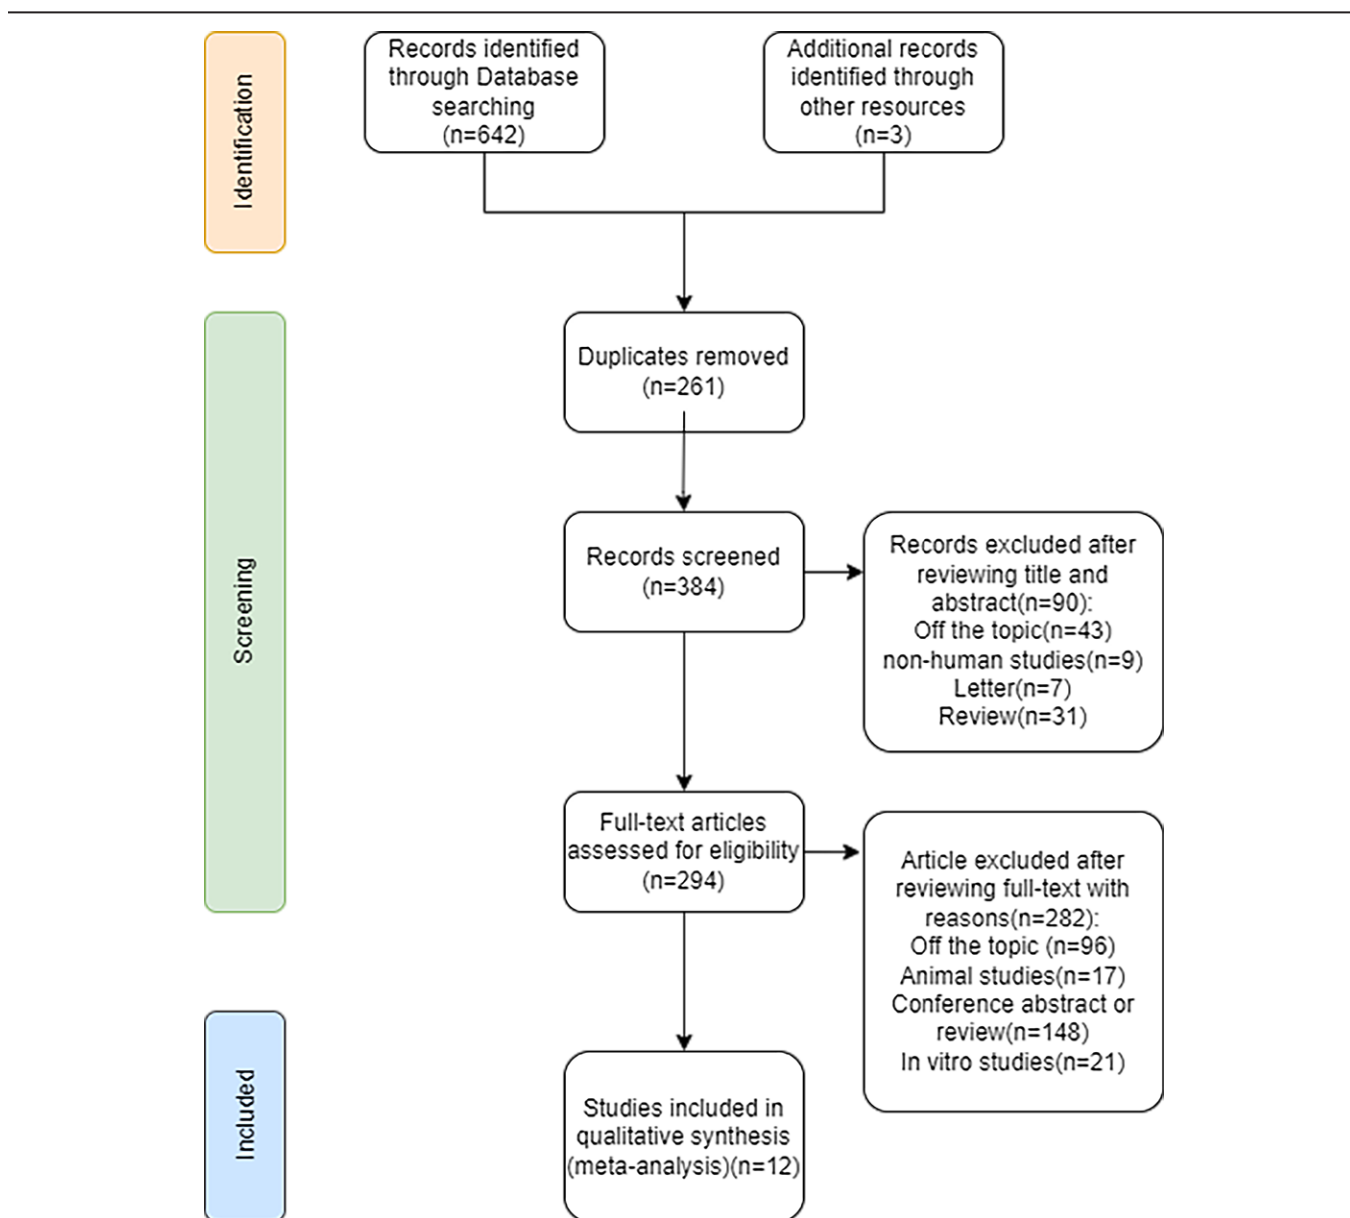 Identification
Records identified
through Database
searching
(n=642)
Additional records
identified through
other resources
(n=3)
Screening
Duplicates removed
(n=261)
Records screened
(n=384)
Records excluded after
reviewing title and
abstract(n=90):
Off the topic(n=43)
non-human studies(n=9)
Letter(n=7)
Review(n=31)
Full-text articles
assessed for eligibility
(n=294)
Article excluded after
reviewing full-text with
reasons(n=282):
Off the topic (n=96)
Animal studies(n=17)
Conference abstract or
review(n=148)
In vitro studies(n=21)
Included
Studies included in
qualitative synthesis
(meta-analysis)(n=12)